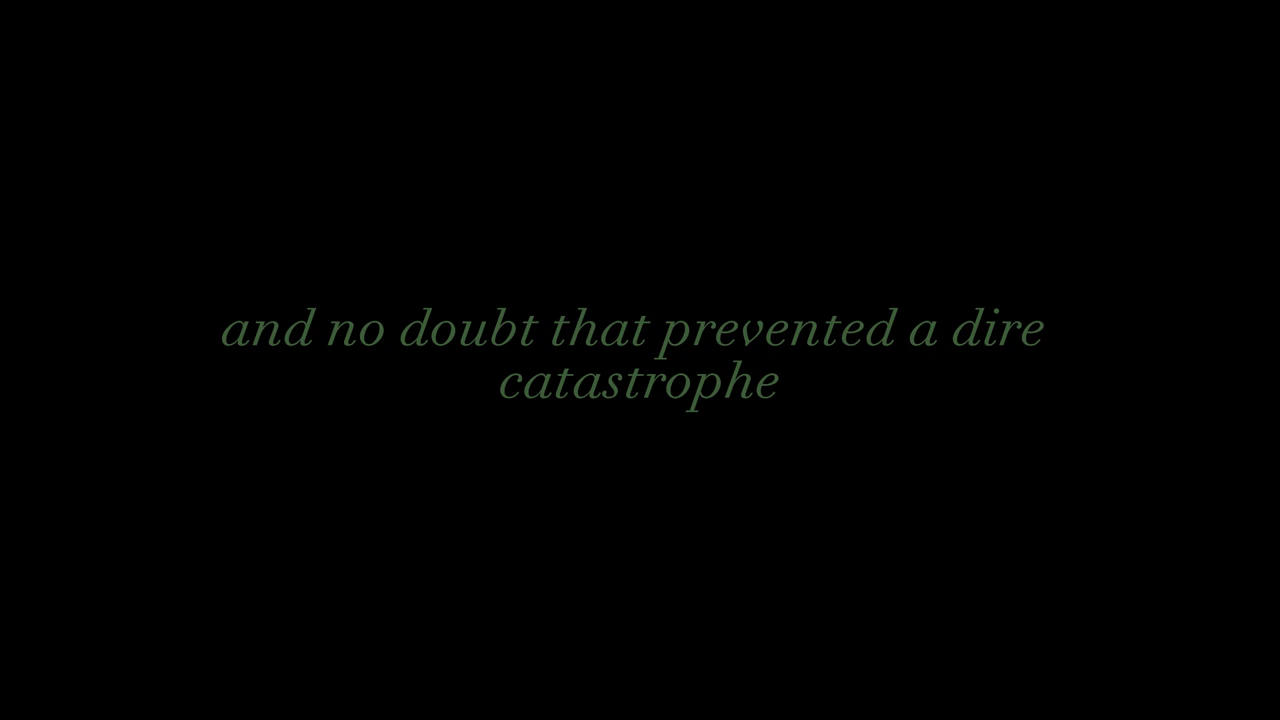 and no doubt that prevented a dire
catastrophe